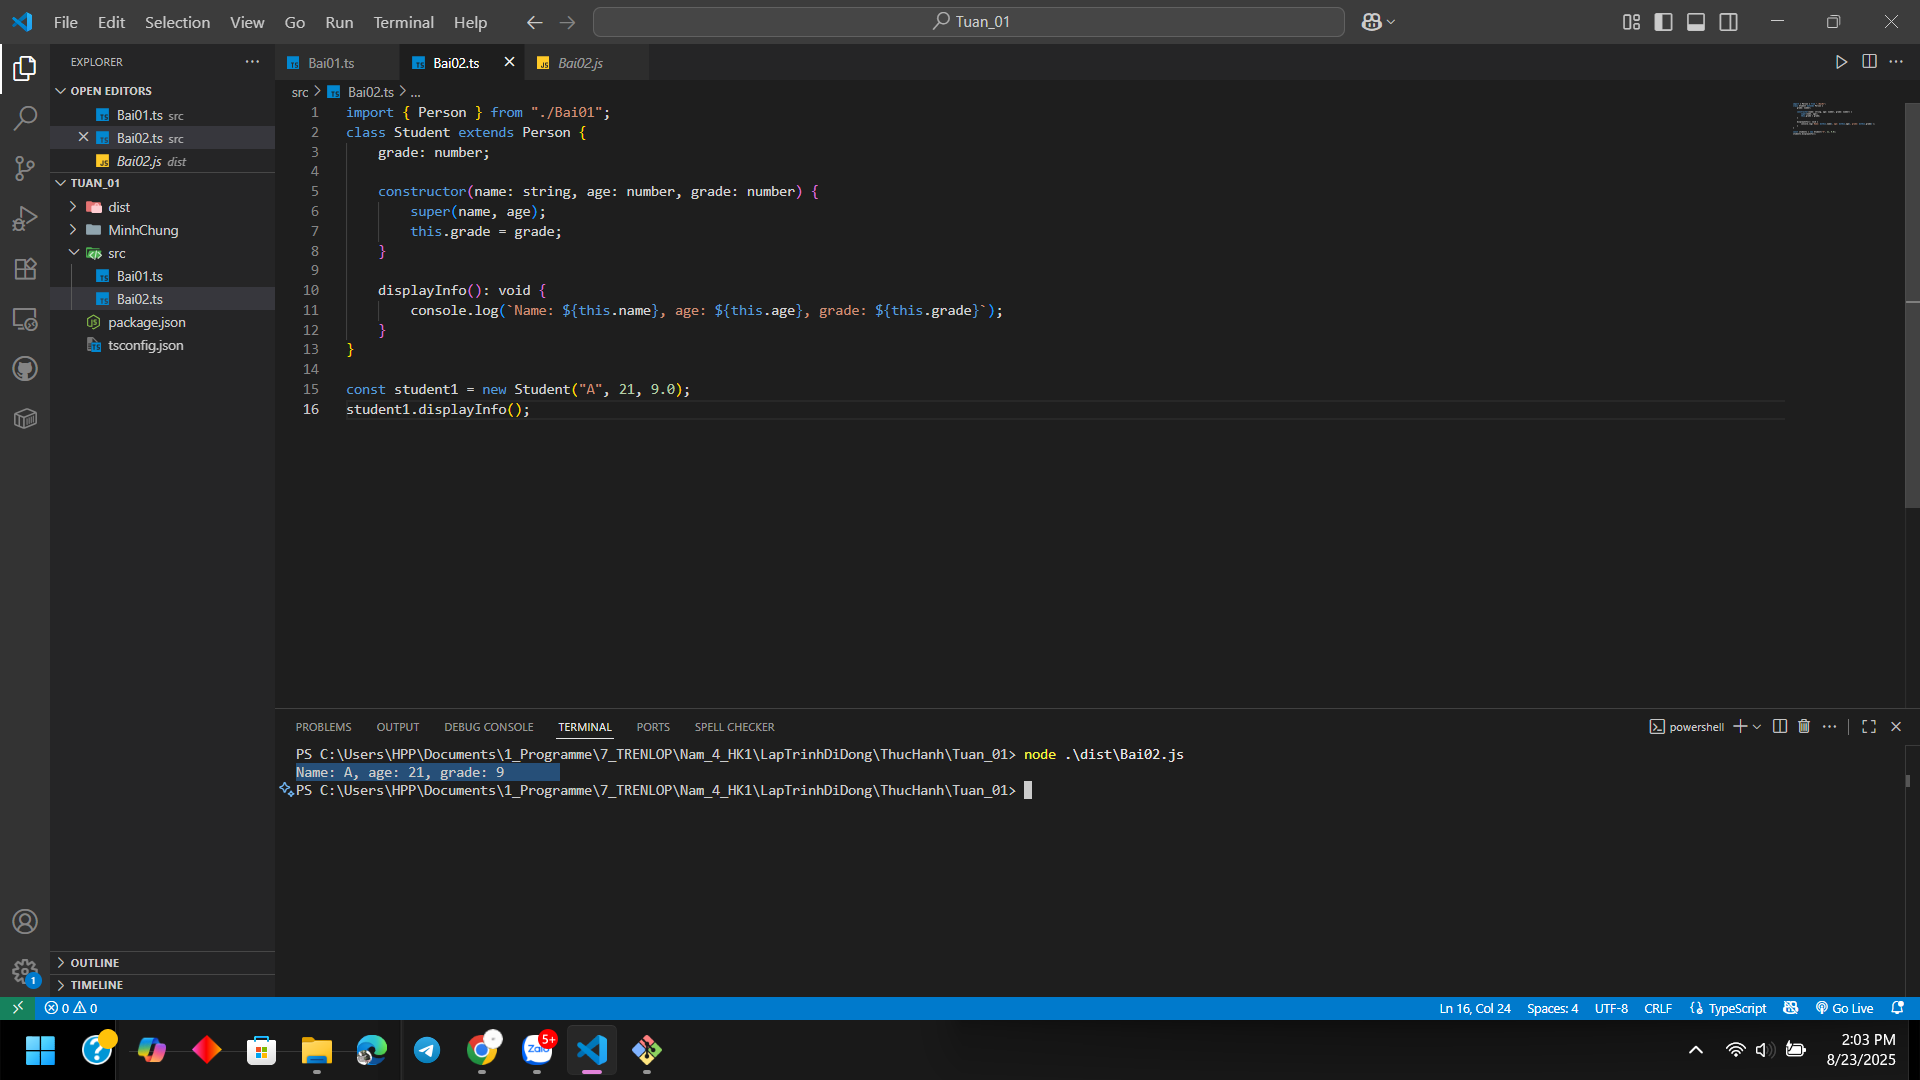 File Edit Selection View Go Run Terminal Help
Tuan_01
EXPLORER
OPEN EDITORS
Bai01.ts src
Bai02.ts src
Bai02.js dist
TUAN_01
dist
MinhChung
src
Bai01.ts
Bai02.ts
package.json
tsconfig.json
OUTLINE
TIMELINE
Bai01.ts
Bai02.ts
Bai02.js
src > Bai02.ts > ...
1 import { Person } from "./Bai01";
2 class Student extends Person {
3 grade: number;
4
5 constructor(name: string, age: number, grade: number) {
6 super(name, age);
7 this.grade = grade;
8 }
9
10 displayInfo(): void {
11 console.log(`Name: ${this.name}, age: ${this.age}, grade: ${this.grade}`);
12 }
13 }
14
15 const student1 = new Student("A", 21, 9.0);
16 student1.displayInfo();
PROBLEMS OUTPUT DEBUG CONSOLE TERMINAL PORTS SPELL CHECKER
powershell
PS C:\Users\HPP\Documents\1_Programme\7_TRENLOP\Nam_4_HK1\LapTrinhDiDong\ThucHanh\Tuan_01> node .\dist\Bai02.js
Name: A, age: 21, grade: 9
PS C:\Users\HPP\Documents\1_Programme\7_TRENLOP\Nam_4_HK1\LapTrinhDiDong\ThucHanh\Tuan_01>
1
0 0
Ln 16, Col 24 Spaces: 4 UTF-8 CRLF TypeScript Go Live
Zalo
5+
2:03 PM
8/23/2025